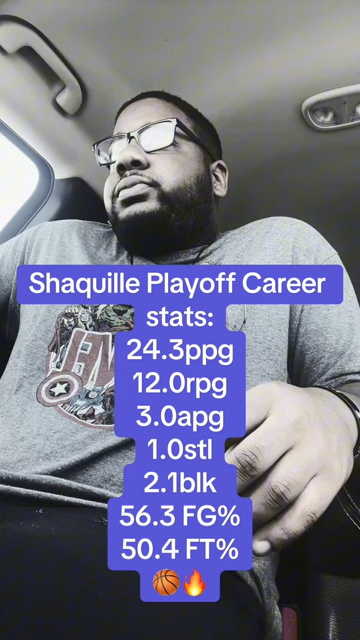 Shaquille Playoff Career
stats:
24.3ppg
12.0rpg
3.0apg
1.0stl
2.1blk
56.3 FG%
50.4 FT%
🏀🔥